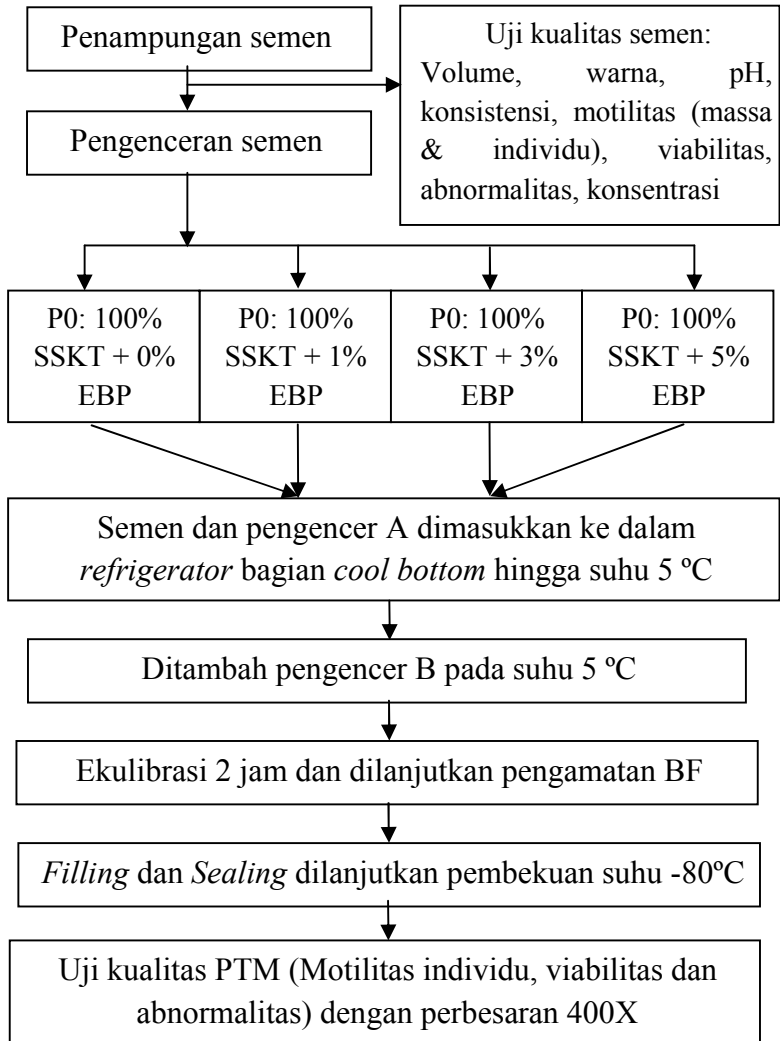 Penampungan semen
Uji kualitas semen:
Volume, warna, pH,
konsistensi, motilitas (massa
& individu), viabilitas,
abnormalitas, konsentrasi
Pengenceran semen
P0: 100%
SSKT + 0%
EBP
P0: 100%
SSKT + 1%
EBP
P0: 100%
SSKT + 3%
EBP
P0: 100%
SSKT + 5%
EBP
Semen dan pengencer A dimasukkan ke dalam
refrigerator bagian cool bottom hingga suhu 5 ºC
Ditambah pengencer B pada suhu 5 ºC
Ekulibrasi 2 jam dan dilanjutkan pengamatan BF
Filling dan Sealing dilanjutkan pembekuan suhu -80ºC
Uji kualitas PTM (Motilitas individu, viabilitas dan
abnormalitas) dengan perbesaran 400X